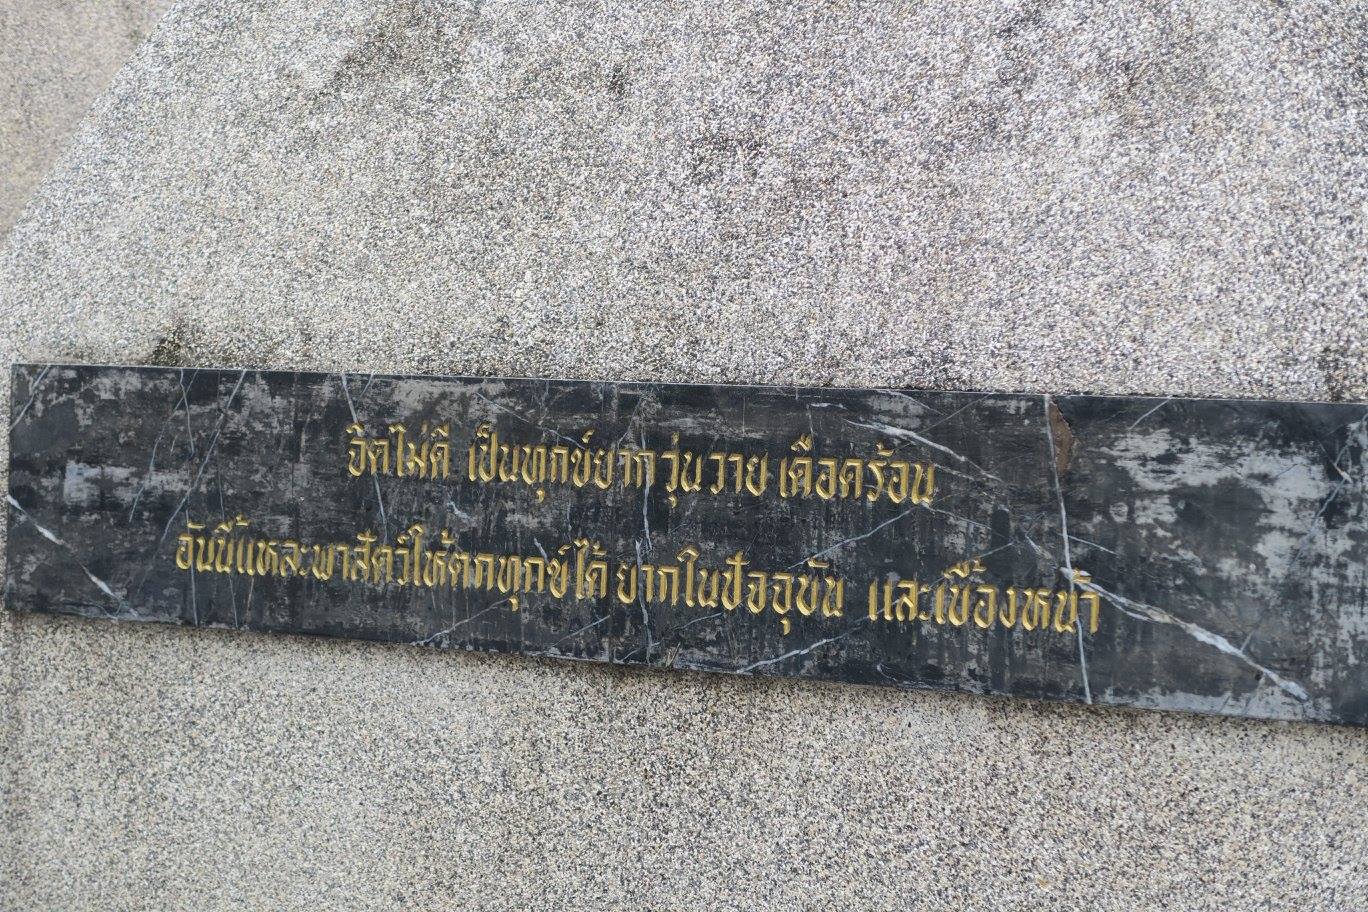 จิตไม่ดี เป็นทุกข์ยาก วุ่นวาย เดือดร้อน
อันนี้แหละพาสัตว์ให้ตกทุกข์ได้ ยากในปัจจุบัน และเบื้องหน้า